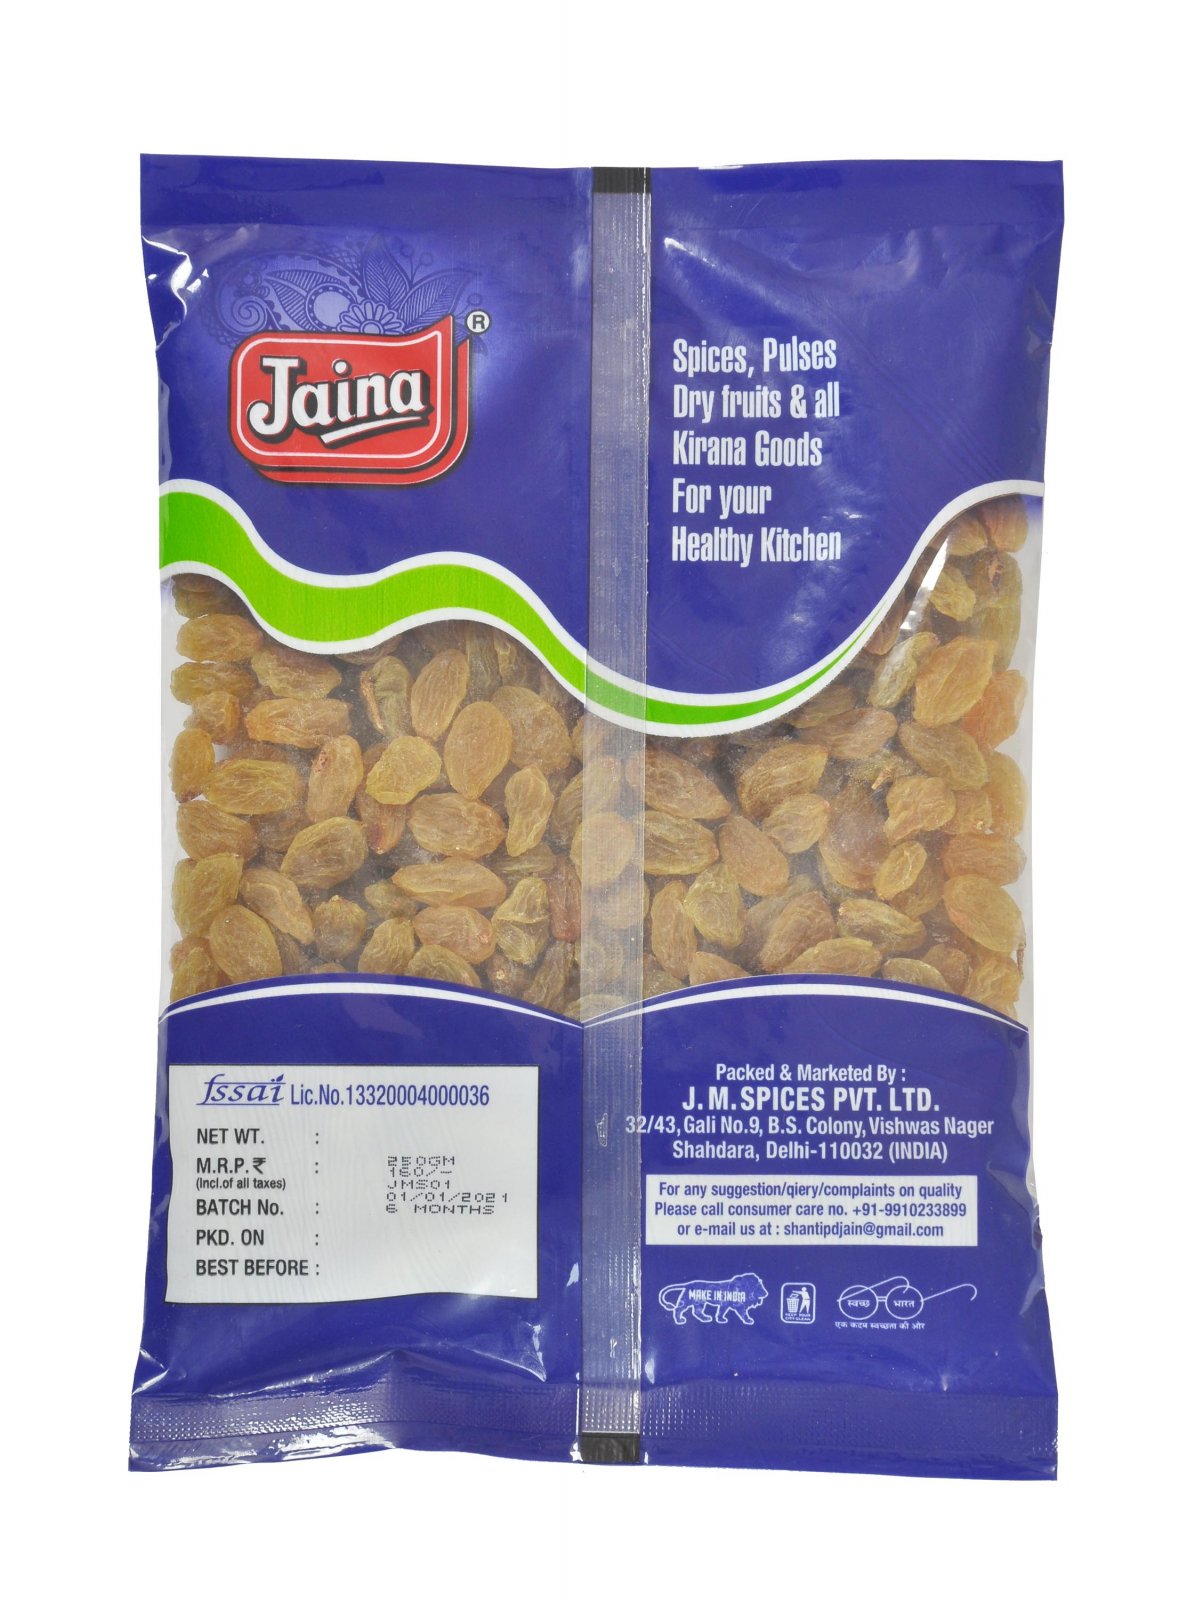 Jaina ®
Spices, Pulses
Dry fruits & all
Kirana Goods
For your
Healthy Kitchen
fssai Lic.No.13320004000036
NET WT. :
M.R.P.₹ :
(Incl.of all taxes)
BATCH No. :
PKD. ON :
BEST BEFORE :
250GM
160/-
JMS01
01/01/2021
6 MONTHS
Packed & Marketed By :
J. M. SPICES PVT. LTD.
32/43, Gali No.9, B.S. Colony, Vishwas Nager
Shahdara, Delhi-110032 (INDIA)
For any suggestion/qiery/complaints on quality
Please call consumer care no. +91-9910233899
or e-mail us at : shantipdjain@gmail.com
MAKE IN INDIA
KEEP YOUR
CITY CLEAN
स्वच्छ भारत
एक कदम स्वच्छता की ओर